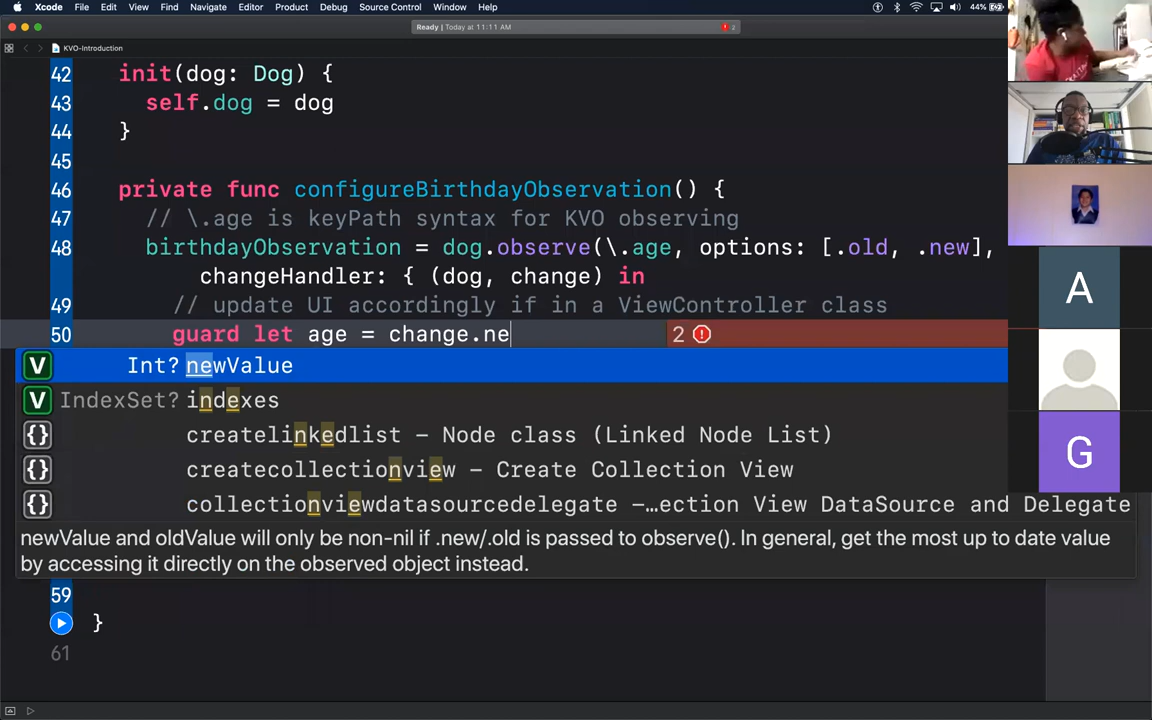 Xcode File Edit View Find Navigate Editor Product Debug Source Control Window Help 44%
Ready | Today at 11:11 AM 2
KVO-Introduction
42 init(dog: Dog) {
43 self.dog = dog
44 }
45
46 private func configureBirthdayObservation() {
47 // \.age is keyPath syntax for KVO observing
48 birthdayObservation = dog.observe(\.age, options: [.old, .new],
changeHandler: { (dog, change) in
49 // update UI accordingly if in a ViewController class
50 guard let age = change.ne 2
V Int? newValue
V IndexSet? indexes
{} createlinkedlist – Node class (Linked Node List)
{} createcollectionview – Create Collection View
{} collectionviewdatasourcedelegate –…ection View DataSource and Delegate
newValue and oldValue will only be non-nil if .new/.old is passed to observe(). In general, get the most up to date value
by accessing it directly on the observed object instead.
59
}
61
A
G